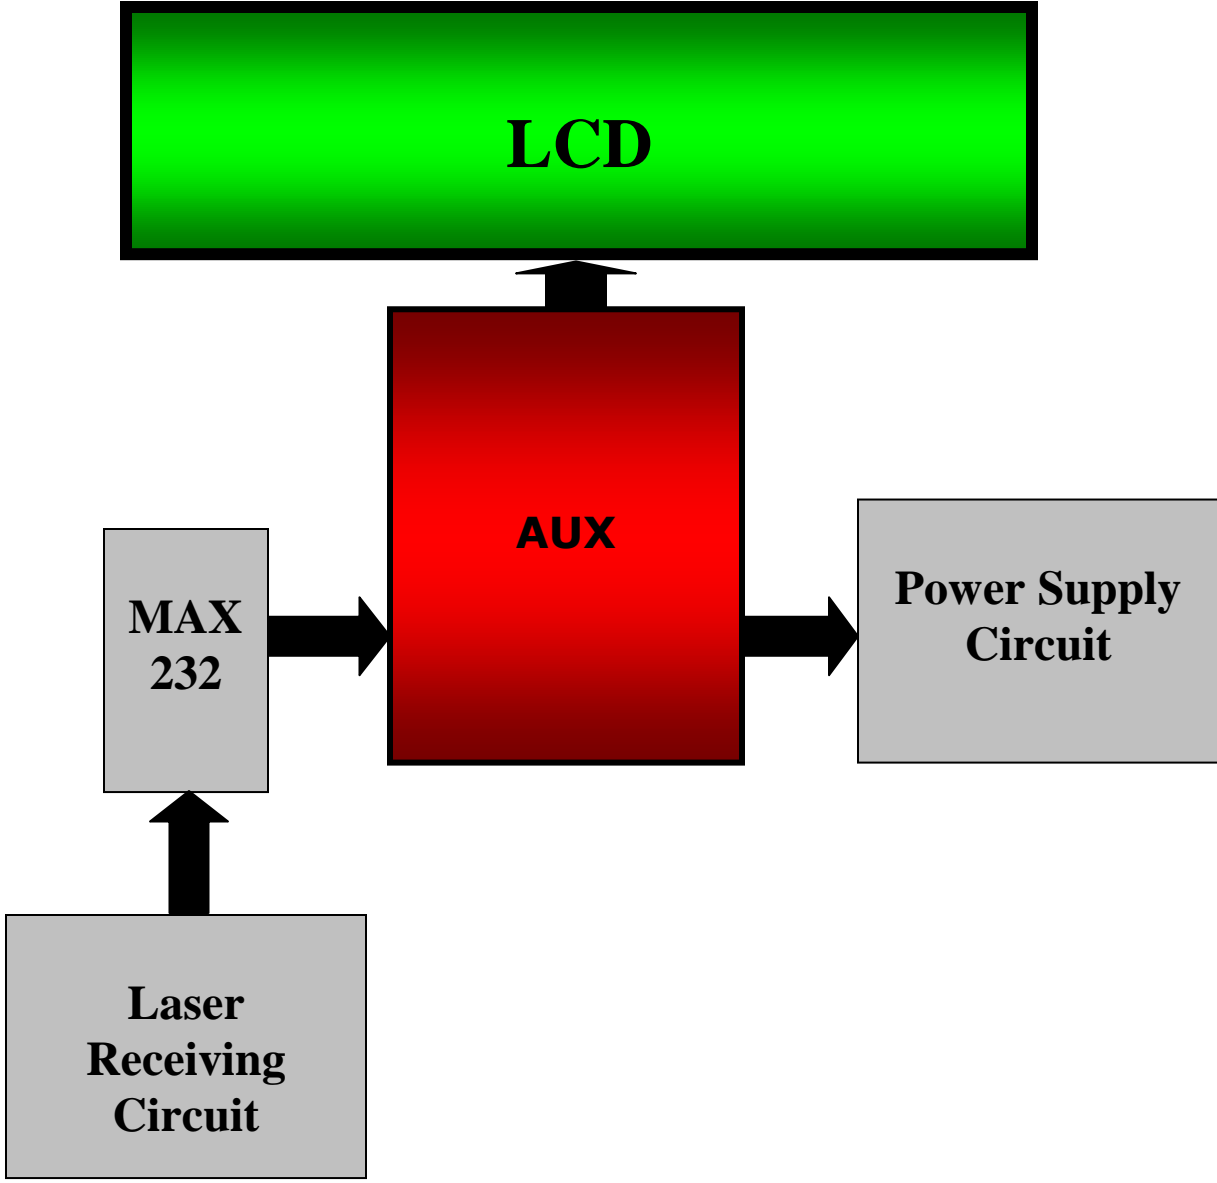 LCD
AUX
MAX
232
Power Supply
Circuit
Laser
Receiving
Circuit